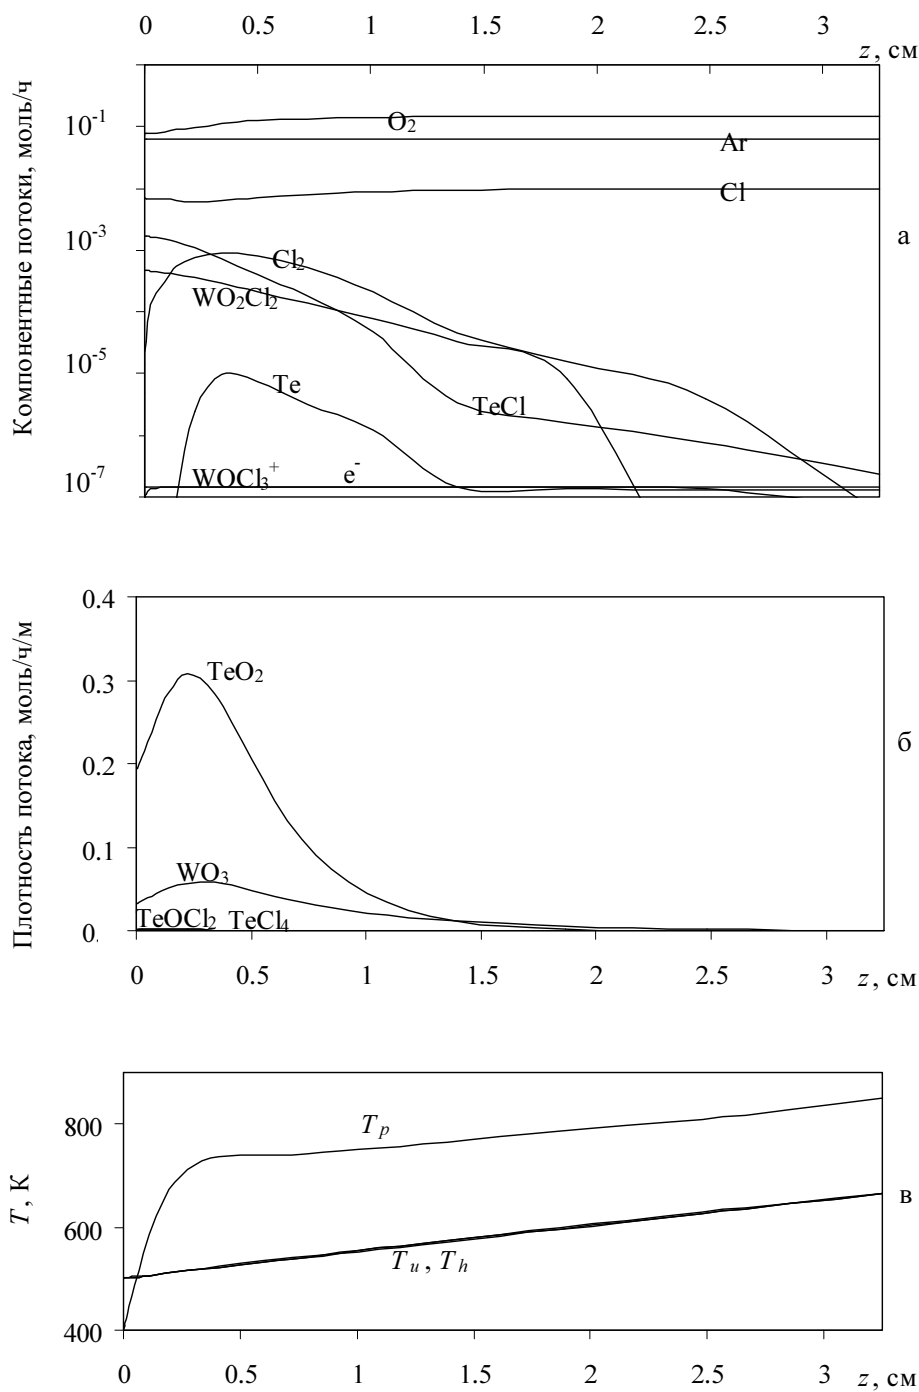 0 0.5 1 1.5 2 2.5 3
z, см
Компонентные потоки, моль/ч
10⁻¹
10⁻³
10⁻⁵
10⁻⁷
O₂
Ar
Cl
Cl₂
WO₂Cl₂
Te
TeCl
WOCl₃⁺ e⁻
а
Плотность потока, моль/ч/м
0.4
0.3
0.2
0.1
0.
TeO₂
WO₃
TeOCl₂ TeCl₄
б
0 0.5 1 1.5 2 2.5 3 z, см
T, К
800
600
400
Tₚ
Tᵤ, Tₕ
в
0 0.5 1 1.5 2 2.5 3 z, см